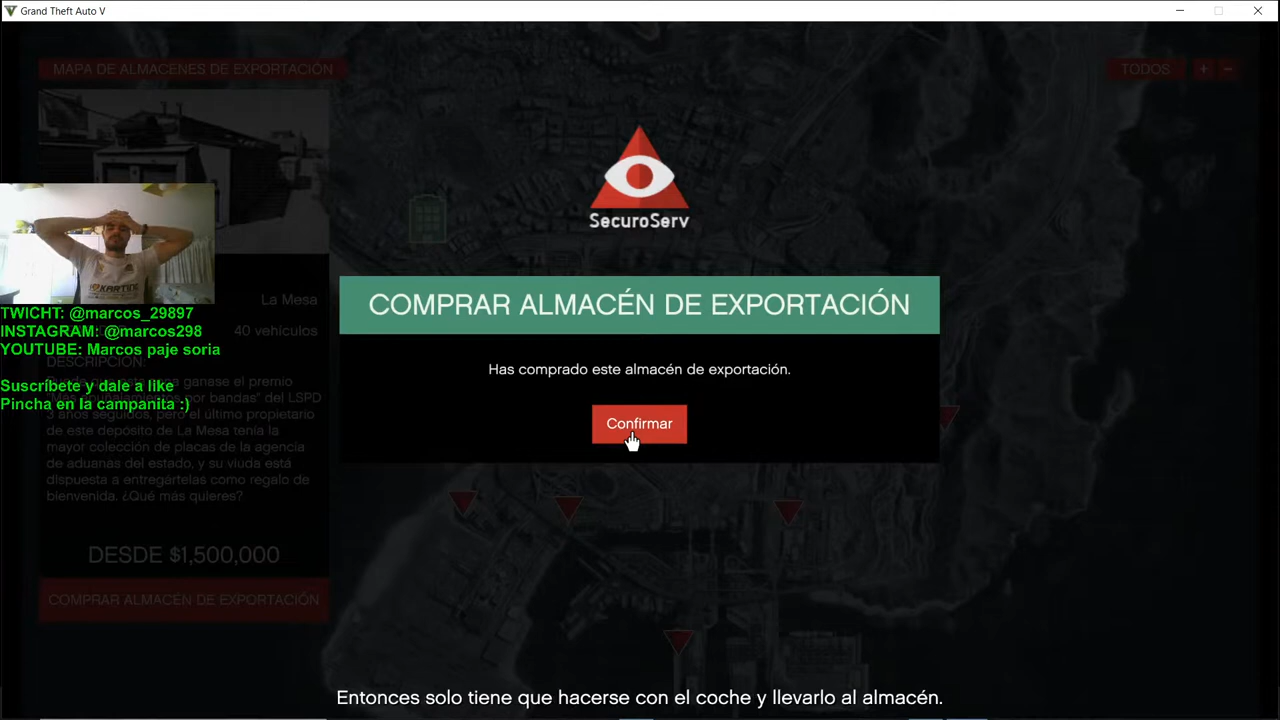 Grand Theft Auto V
MAPA DE ALMACENES DE EXPORTACIÓN
TODOS + −
SecuroServ
COMPRAR ALMACÉN DE EXPORTACIÓN
Has comprado este almacén de exportación.
Confirmar
La Mesa
40 vehículos
TWICHT: @marcos_29897
INSTAGRAM: @marcos298
YOUTUBE: Marcos paje soria
Suscríbete y dale a like
Pincha en la campanita :)
DESCRIPCIÓN:
ganase el premio
por bandas" del LSPD
3 años seguidos, pero el último propietario
de este depósito de La Mesa tenía la
mayor colección de placas de la agencia
de aduanas del estado, y su viuda está
dispuesta a entregártelas como regalo de
bienvenida. ¿Qué más quieres?
DESDE $1,500,000
COMPRAR ALMACÉN DE EXPORTACIÓN
Entonces solo tiene que hacerse con el coche y llevarlo al almacén.